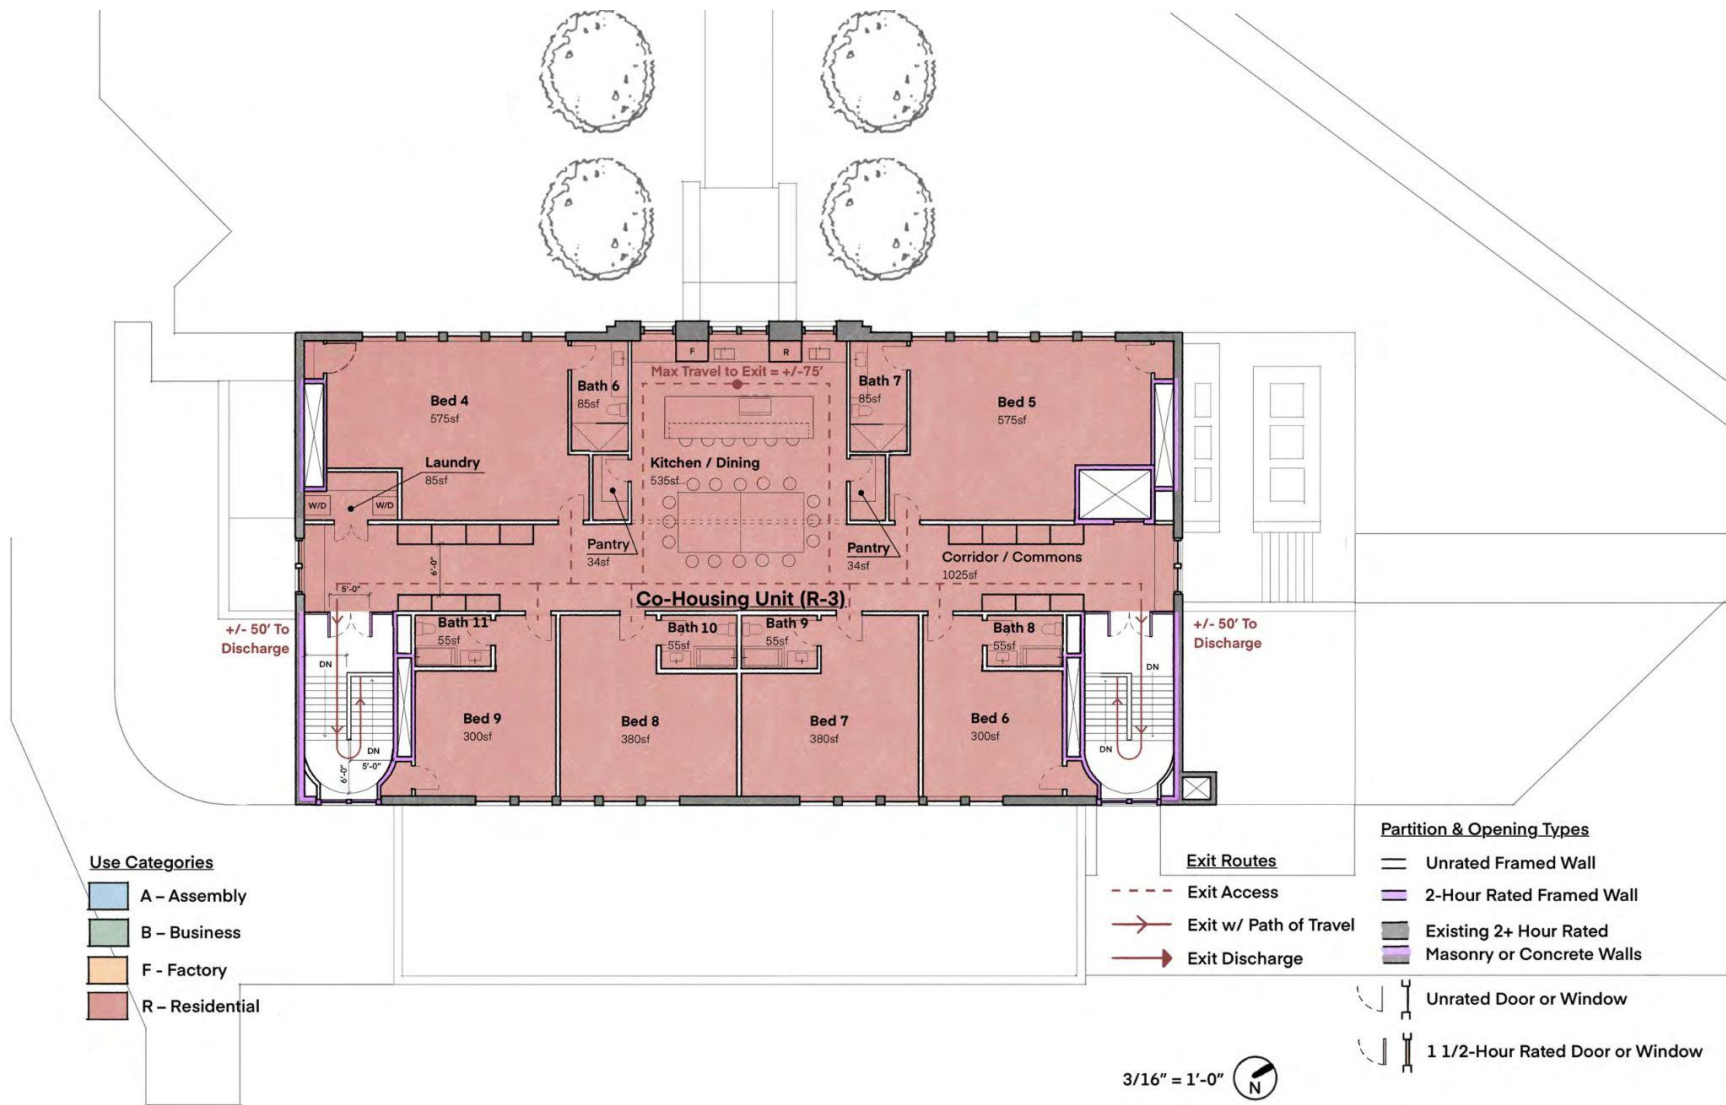 F
R
Max Travel to Exit = +/-75'
Bath 6
85sf
Bath 7
85sf
Bed 4
575sf
Bed 5
575sf
Laundry
85sf
Kitchen / Dining
535sf
W/D
W/D
Pantry
34sf
Pantry
34sf
Corridor / Commons
1025sf
6'-0"
5'-0"
Co-Housing Unit (R-3)
+/- 50' To
Discharge
+/- 50' To
Discharge
Bath 11
55sf
Bath 10
55sf
Bath 9
55sf
Bath 8
55sf
DN
DN
Bed 9
300sf
Bed 8
380sf
Bed 7
380sf
Bed 6
300sf
DN
DN
5'-0"
6'-0"
Use Categories
A – Assembly
B – Business
F - Factory
R – Residential
Exit Routes
Exit Access
Exit w/ Path of Travel
Exit Discharge
Partition & Opening Types
Unrated Framed Wall
2-Hour Rated Framed Wall
Existing 2+ Hour Rated
Masonry or Concrete Walls
Unrated Door or Window
1 1/2-Hour Rated Door or Window
3/16" = 1'-0"
N